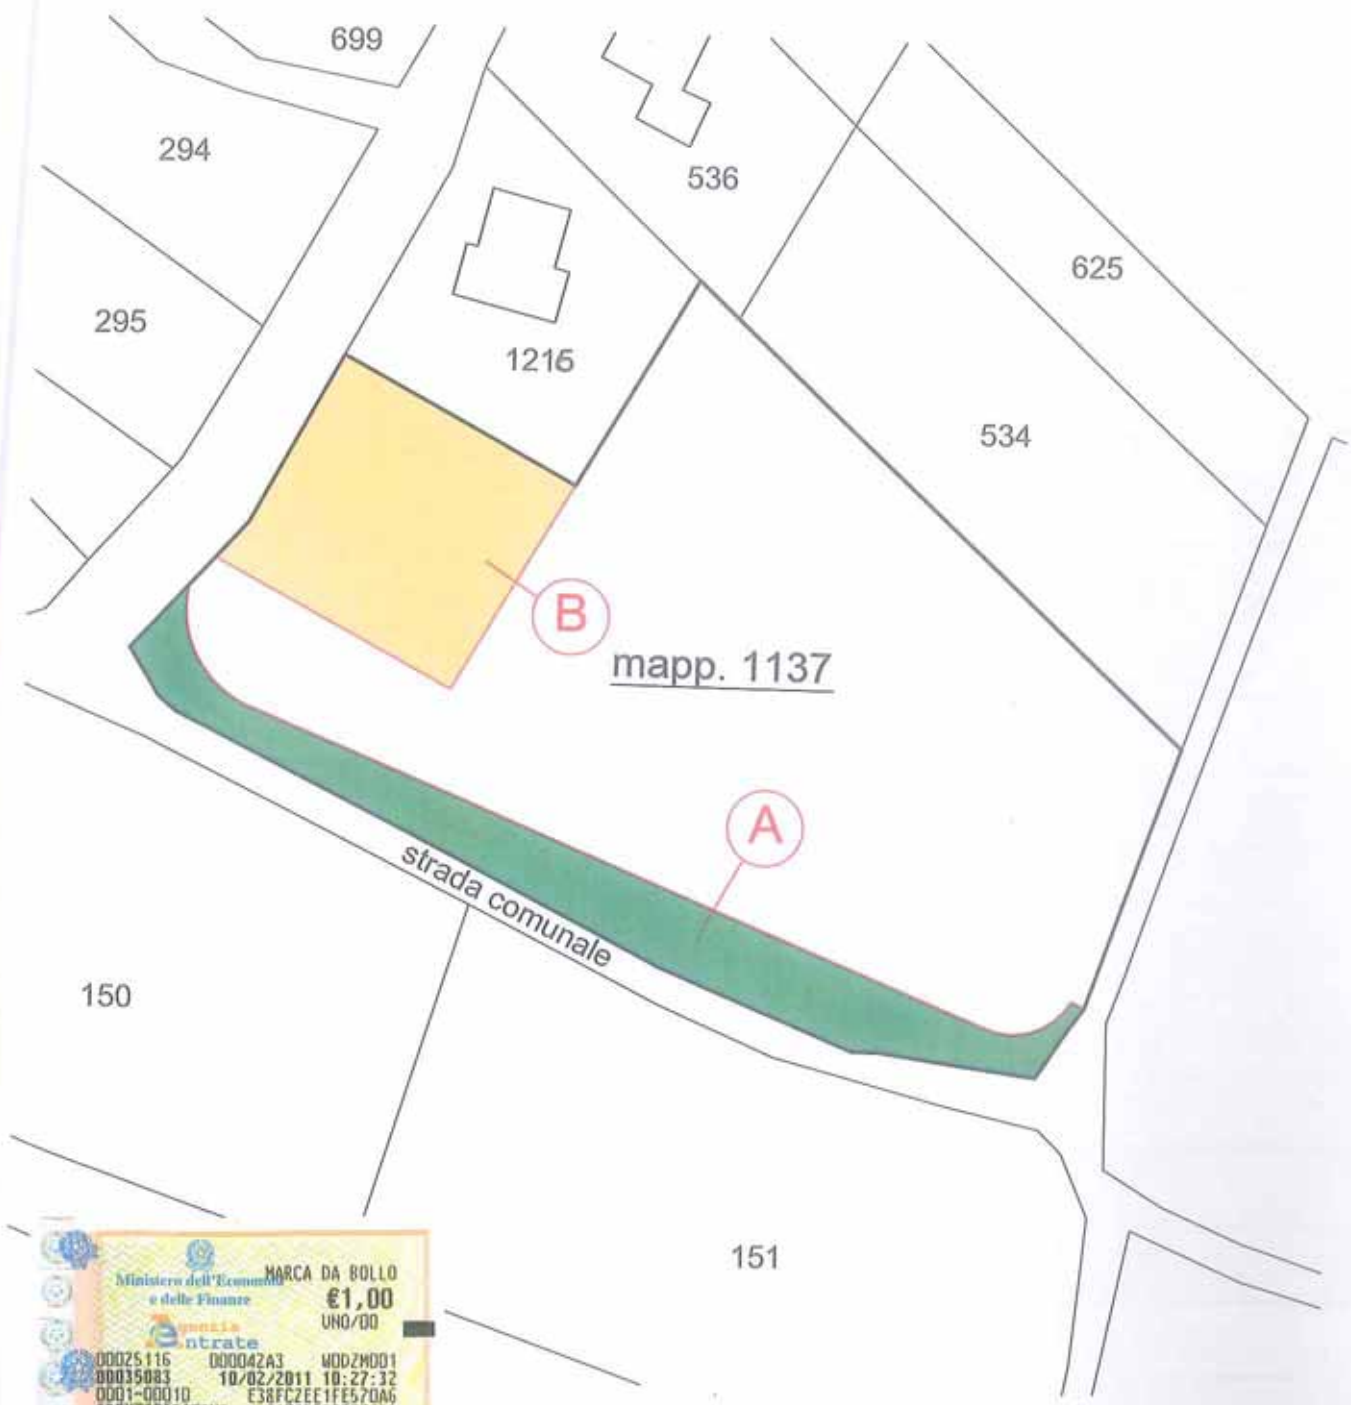 699
294
536
625
295
1215
534
B
mapp. 1137
A
strada comunale
150
151
Ministero dell'Economia
e delle Finanze
MARCA DA BOLLO
€1,00
UNO/00
Agenzia
Entrate
00025116 000042A3 W0DZM001
00035083 10/02/2011 10:27:32
0001-00010 E38FC2EE1FE570A6